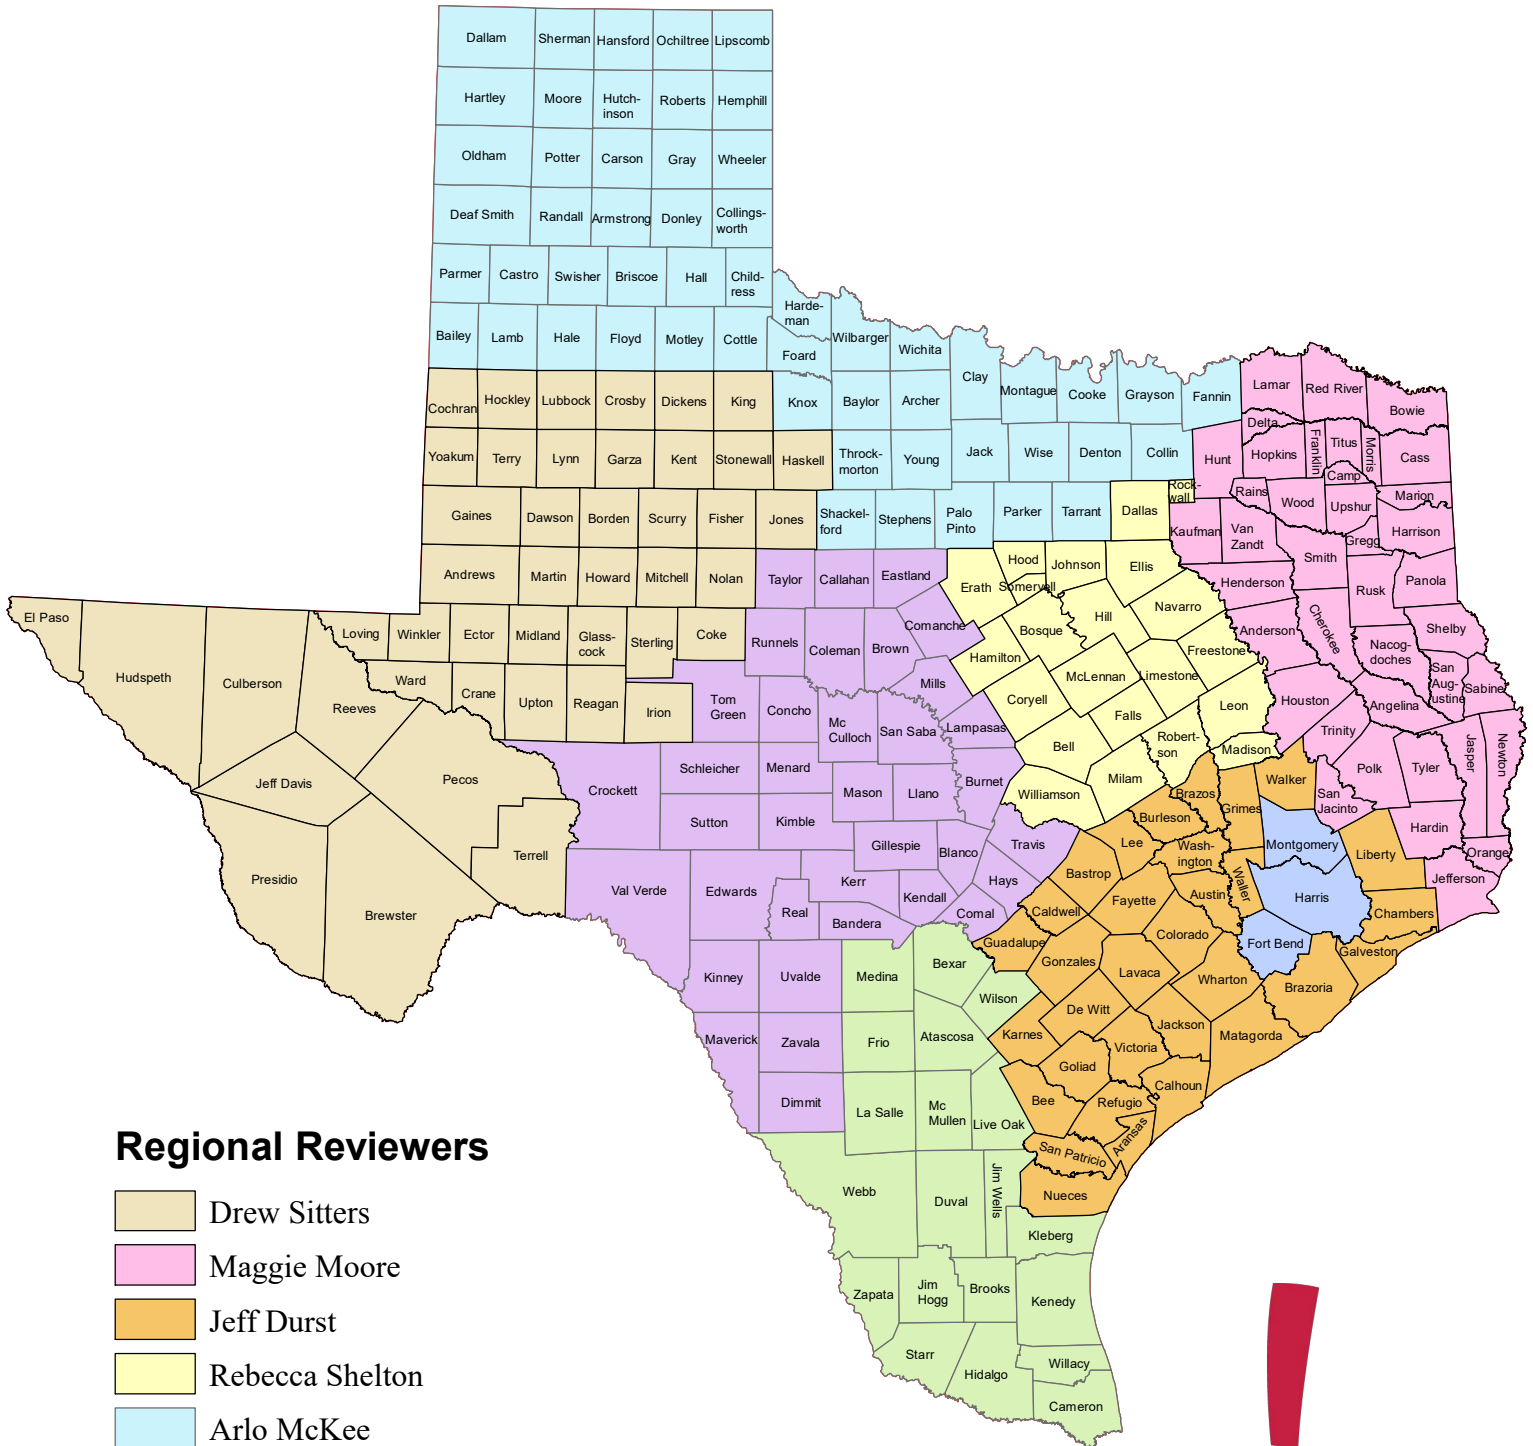 Dallam Sherman Hansford Ochiltree Lipscomb
Hartley Moore Hutch-
inson Roberts Hemphill
Oldham Potter Carson Gray Wheeler
Deaf Smith Randall Armstrong Donley Collings-
worth
Parmer Castro Swisher Briscoe Hall Child-
ress
Harde-
man
Bailey Lamb Hale Floyd Motley Cottle Foard Wilbarger Wichita
Clay Montague Cooke Grayson Fannin Lamar Red River Bowie
Cochran Hockley Lubbock Crosby Dickens King Knox Baylor Archer
Delta Hopkins Franklin Titus Morris Cass
Camp
Yoakum Terry Lynn Garza Kent Stonewall Haskell Throck-
morton Young Jack Wise Denton Collin Hunt
Rock-
wall Rains Wood Upshur Marion
Gaines Dawson Borden Scurry Fisher Jones Shackel-
ford Stephens Palo
Pinto Parker Tarrant Dallas Kaufman Van
Zandt Smith Gregg Harrison
Andrews Martin Howard Mitchell Nolan Taylor Callahan Eastland Erath Hood Johnson Ellis Henderson Rusk Panola
Somervell
El Paso Hudspeth Culberson Reeves Loving Winkler Ector Midland Glass-
cock Sterling Coke Runnels Coleman Brown Comanche
Hamilton Bosque Hill Navarro Freestone Anderson Cherokee Nacog-
doches Shelby
San
Aug-
ustine Sabine
Ward Crane Upton Reagan Irion Tom
Green Concho Mc
Culloch San Saba Mills Lampasas Coryell McLennan Limestone Falls Leon Houston Angelina
Trinity Polk Tyler Jasper Newton
Jeff Davis Pecos Crockett Schleicher Menard Mason Llano Burnet Bell Milam Robert-
son Madison
Walker San
Jacinto Hardin Orange
Terrell Sutton Kimble Gillespie Blanco Williamson Travis Burleson Brazos Grimes Montgomery Liberty Jefferson
Lee Wash-
ington Waller Harris Chambers
Presidio Brewster Val Verde Edwards Real Kerr Kendall Bandera Hays Comal Bastrop Caldwell Fayette Austin
Guadalupe Gonzales Lavaca Colorado Fort Bend Wharton Brazoria Galveston
Kinney Uvalde Medina Bexar Wilson
Maverick Zavala Frio Atascosa Karnes De Witt Victoria Jackson Matagorda
Goliad Calhoun
Dimmit La Salle Mc
Mullen Live Oak Bee Refugio Aransas
San Patricio
Webb Duval Jim Wells Nueces
Kleberg
Zapata Jim
Hogg Brooks Kenedy
Starr Hidalgo Willacy
Cameron
Regional Reviewers
Drew Sitters
Maggie Moore
Jeff Durst
Rebecca Shelton
Arlo McKee